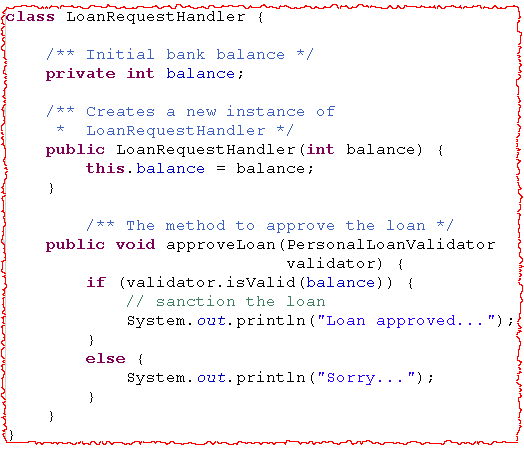 class LoanRequestHandler {
/** Initial bank balance */
private int balance;
/** Creates a new instance of
*  LoanRequestHandler */
public LoanRequestHandler(int balance) {
this.balance = balance;
}
/** The method to approve the loan */
public void approveLoan(PersonalLoanValidator
validator) {
if (validator.isValid(balance)) {
// sanction the loan
System.out.println("Loan approved...");
}
else {
System.out.println("Sorry...");
}
}
}